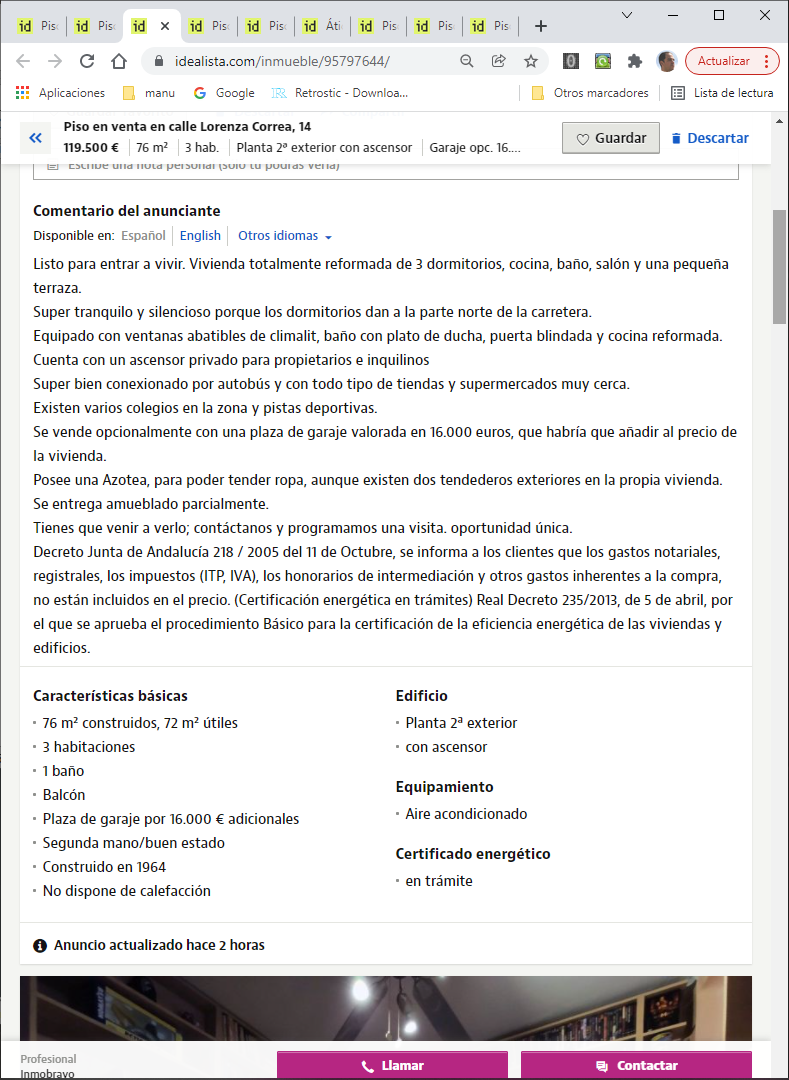 id Piso
id Piso
id
id Piso
id Piso
id Áti
id Piso
id Piso
id Piso
idealista.com/inmueble/95797644/
Actualizar
Aplicaciones
manu
Google
Retrostic - Downloa...
Otros marcadores
Lista de lectura
Piso en venta en calle Lorenza Correa, 14
119.500 € 76 m² 3 hab. Planta 2ª exterior con ascensor Garaje opc. 16....
Guardar
Descartar
Escribe una nota personal (sólo tú podrás verla)
Comentario del anunciante
Disponible en: Español English Otros idiomas
Listo para entrar a vivir. Vivienda totalmente reformada de 3 dormitorios, cocina, baño, salón y una pequeña
terraza.
Super tranquilo y silencioso porque los dormitorios dan a la parte norte de la carretera.
Equipado con ventanas abatibles de climalit, baño con plato de ducha, puerta blindada y cocina reformada.
Cuenta con un ascensor privado para propietarios e inquilinos
Super bien conexionado por autobús y con todo tipo de tiendas y supermercados muy cerca.
Existen varios colegios en la zona y pistas deportivas.
Se vende opcionalmente con una plaza de garaje valorada en 16.000 euros, que habría que añadir al precio de
la vivienda.
Posee una Azotea, para poder tender ropa, aunque existen dos tendederos exteriores en la propia vivienda.
Se entrega amueblado parcialmente.
Tienes que venir a verlo; contáctanos y programamos una visita. oportunidad única.
Decreto Junta de Andalucía 218 / 2005 del 11 de Octubre, se informa a los clientes que los gastos notariales,
registrales, los impuestos (ITP, IVA), los honorarios de intermediación y otros gastos inherentes a la compra,
no están incluidos en el precio. (Certificación energética en trámites) Real Decreto 235/2013, de 5 de abril, por
el que se aprueba el procedimiento Básico para la certificación de la eficiencia energética de las viviendas y
edificios.
Características básicas
76 m² construidos, 72 m² útiles
3 habitaciones
1 baño
Balcón
Plaza de garaje por 16.000 € adicionales
Segunda mano/buen estado
Construido en 1964
No dispone de calefacción
Edificio
Planta 2ª exterior
con ascensor
Equipamiento
Aire acondicionado
Certificado energético
en trámite
Anuncio actualizado hace 2 horas
Profesional
Inmobravo
Llamar
Contactar